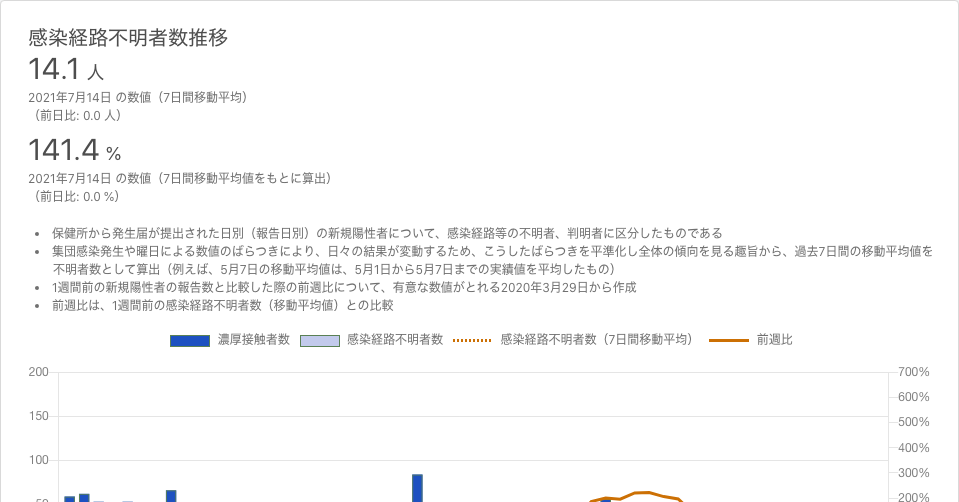 感染経路不明者数推移
14.1 人
2021年7月14日 の数値（7日間移動平均）
（前日比: 0.0 人）
141.4 %
2021年7月14日 の数値（7日間移動平均値をもとに算出）
（前日比: 0.0 %）
• 保健所から発生届が提出された日別（報告日別）の新規陽性者について、感染経路等の不明者、判明者に区分したものである
• 集団感染発生や曜日による数値のばらつきにより、日々の結果が変動するため、こうしたばらつきを平準化し全体の傾向を見る趣旨から、過去7日間の移動平均値を
不明者数として算出（例えば、5月7日の移動平均値は、5月1日から5月7日までの実績値を平均したもの）
• 1週間前の新規陽性者の報告数と比較した際の前週比について、有意な数値がとれる2020年3月29日から作成
• 前週比は、1週間前の感染経路不明者数（移動平均値）との比較
濃厚接触者数 感染経路不明者数 感染経路不明者数（7日間移動平均） 前週比
200 700%
600%
150 500%
400%
100 300%
50 200%